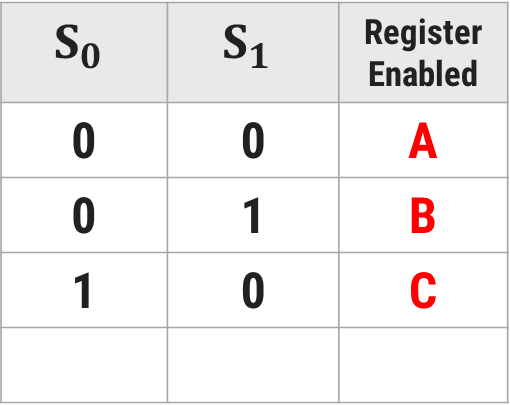 S₀ S₁ Register Enabled
0 0 A
0 1 B
1 0 C